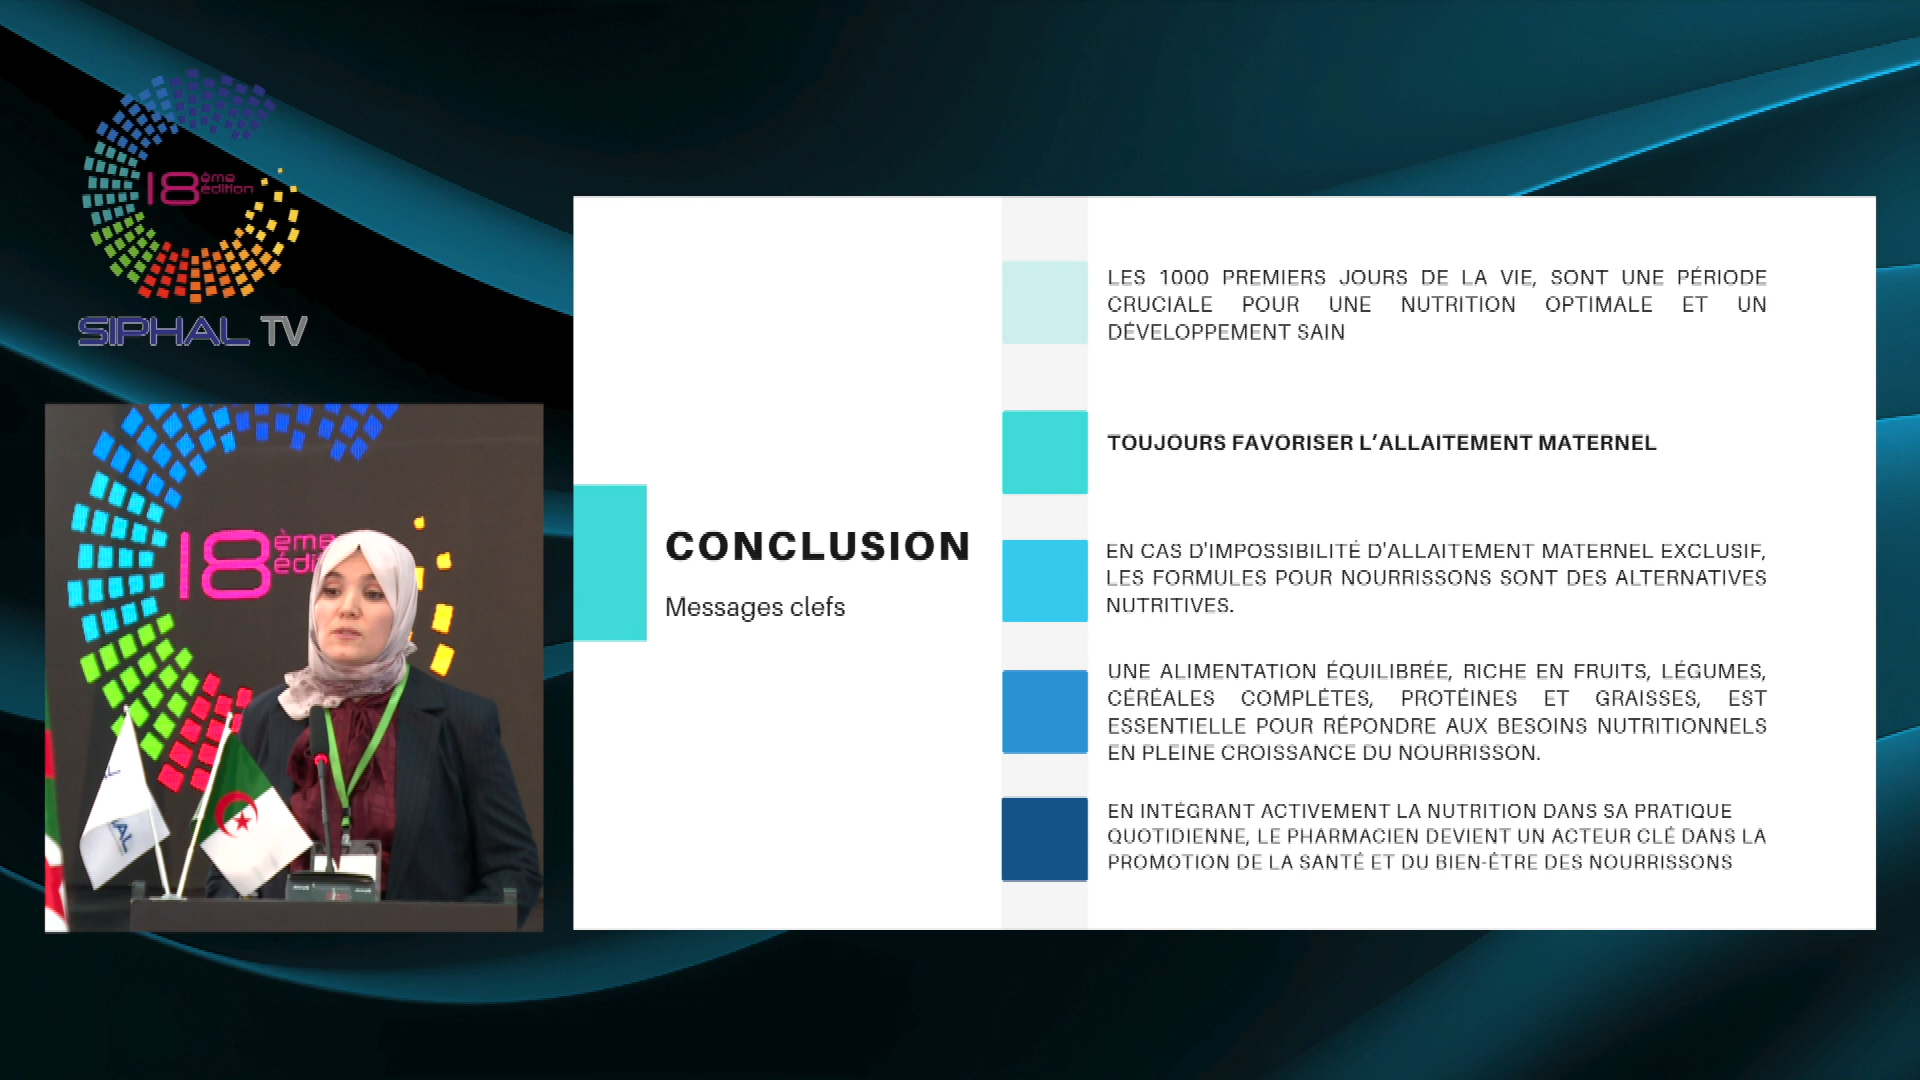 18ème
édition
SIPHAL TV
18ème
CONCLUSION
Messages clefs
LES 1000 PREMIERS JOURS DE LA VIE, SONT UNE PÉRIODE
CRUCIALE POUR UNE NUTRITION OPTIMALE ET UN
DÉVELOPPEMENT SAIN
TOUJOURS FAVORISER L'ALLAITEMENT MATERNEL
EN CAS D'IMPOSSIBILITÉ D'ALLAITEMENT MATERNEL EXCLUSIF,
LES FORMULES POUR NOURRISSONS SONT DES ALTERNATIVES
NUTRITIVES.
UNE ALIMENTATION ÉQUILIBRÉE, RICHE EN FRUITS, LÉGUMES,
CÉRÉALES COMPLÈTES, PROTÉINES ET GRAISSES, EST
ESSENTIELLE POUR RÉPONDRE AUX BESOINS NUTRITIONNELS
EN PLEINE CROISSANCE DU NOURRISSON.
EN INTÉGRANT ACTIVEMENT LA NUTRITION DANS SA PRATIQUE
QUOTIDIENNE, LE PHARMACIEN DEVIENT UN ACTEUR CLÉ DANS LA
PROMOTION DE LA SANTÉ ET DU BIEN-ÊTRE DES NOURRISSONS